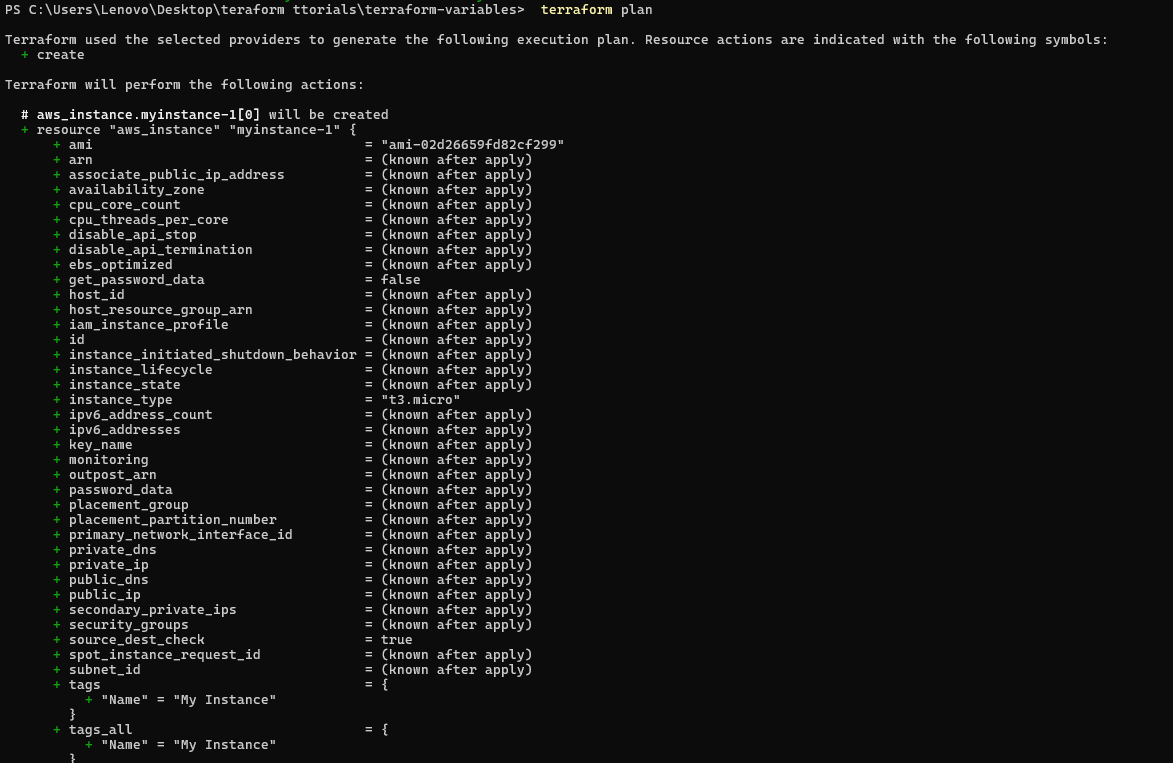 PS C:\Users\Lenovo\Desktop\teraform ttorials\terraform-variables>  terraform plan

Terraform used the selected providers to generate the following execution plan. Resource actions are indicated with the following symbols:
  + create

Terraform will perform the following actions:

  # aws_instance.myinstance-1[0] will be created
  + resource "aws_instance" "myinstance-1" {
      + ami                                  = "ami-02d26659fd82cf299"
      + arn                                  = (known after apply)
      + associate_public_ip_address          = (known after apply)
      + availability_zone                    = (known after apply)
      + cpu_core_count                       = (known after apply)
      + cpu_threads_per_core                 = (known after apply)
      + disable_api_stop                     = (known after apply)
      + disable_api_termination              = (known after apply)
      + ebs_optimized                        = (known after apply)
      + get_password_data                    = false
      + host_id                              = (known after apply)
      + host_resource_group_arn              = (known after apply)
      + iam_instance_profile                 = (known after apply)
      + id                                   = (known after apply)
      + instance_initiated_shutdown_behavior = (known after apply)
      + instance_lifecycle                   = (known after apply)
      + instance_state                       = (known after apply)
      + instance_type                        = "t3.micro"
      + ipv6_address_count                   = (known after apply)
      + ipv6_addresses                       = (known after apply)
      + key_name                             = (known after apply)
      + monitoring                           = (known after apply)
      + outpost_arn                          = (known after apply)
      + password_data                        = (known after apply)
      + placement_group                      = (known after apply)
      + placement_partition_number           = (known after apply)
      + primary_network_interface_id         = (known after apply)
      + private_dns                          = (known after apply)
      + private_ip                           = (known after apply)
      + public_dns                           = (known after apply)
      + public_ip                            = (known after apply)
      + secondary_private_ips                = (known after apply)
      + security_groups                      = (known after apply)
      + source_dest_check                    = true
      + spot_instance_request_id             = (known after apply)
      + subnet_id                            = (known after apply)
      + tags                                 = {
          + "Name" = "My Instance"
        }
      + tags_all                             = {
          + "Name" = "My Instance"
        }